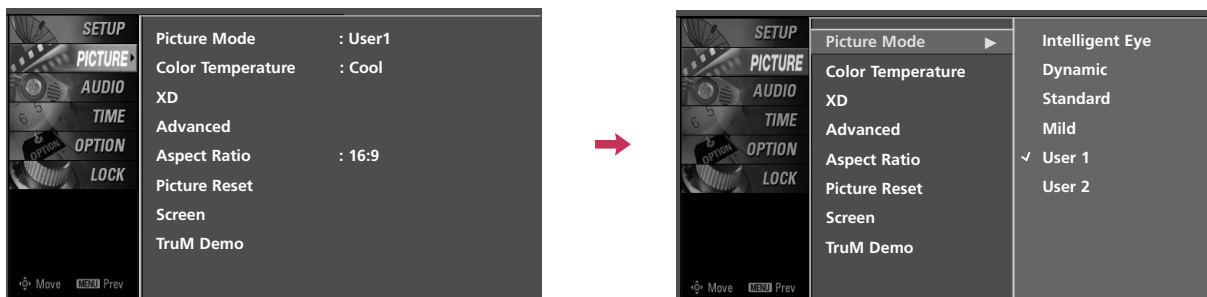 SETUP
PICTURE
AUDIO
TIME
OPTION
LOCK
Move MENU Prev
Picture Mode : User1
Color Temperature : Cool
XD
Advanced
Aspect Ratio : 16:9
Picture Reset
Screen
TruM Demo
SETUP
PICTURE
AUDIO
TIME
OPTION
LOCK
Move MENU Prev
Picture Mode ▶
Color Temperature
XD
Advanced
Aspect Ratio
Picture Reset
Screen
TruM Demo
Intelligent Eye
Dynamic
Standard
Mild
✓ User 1
User 2